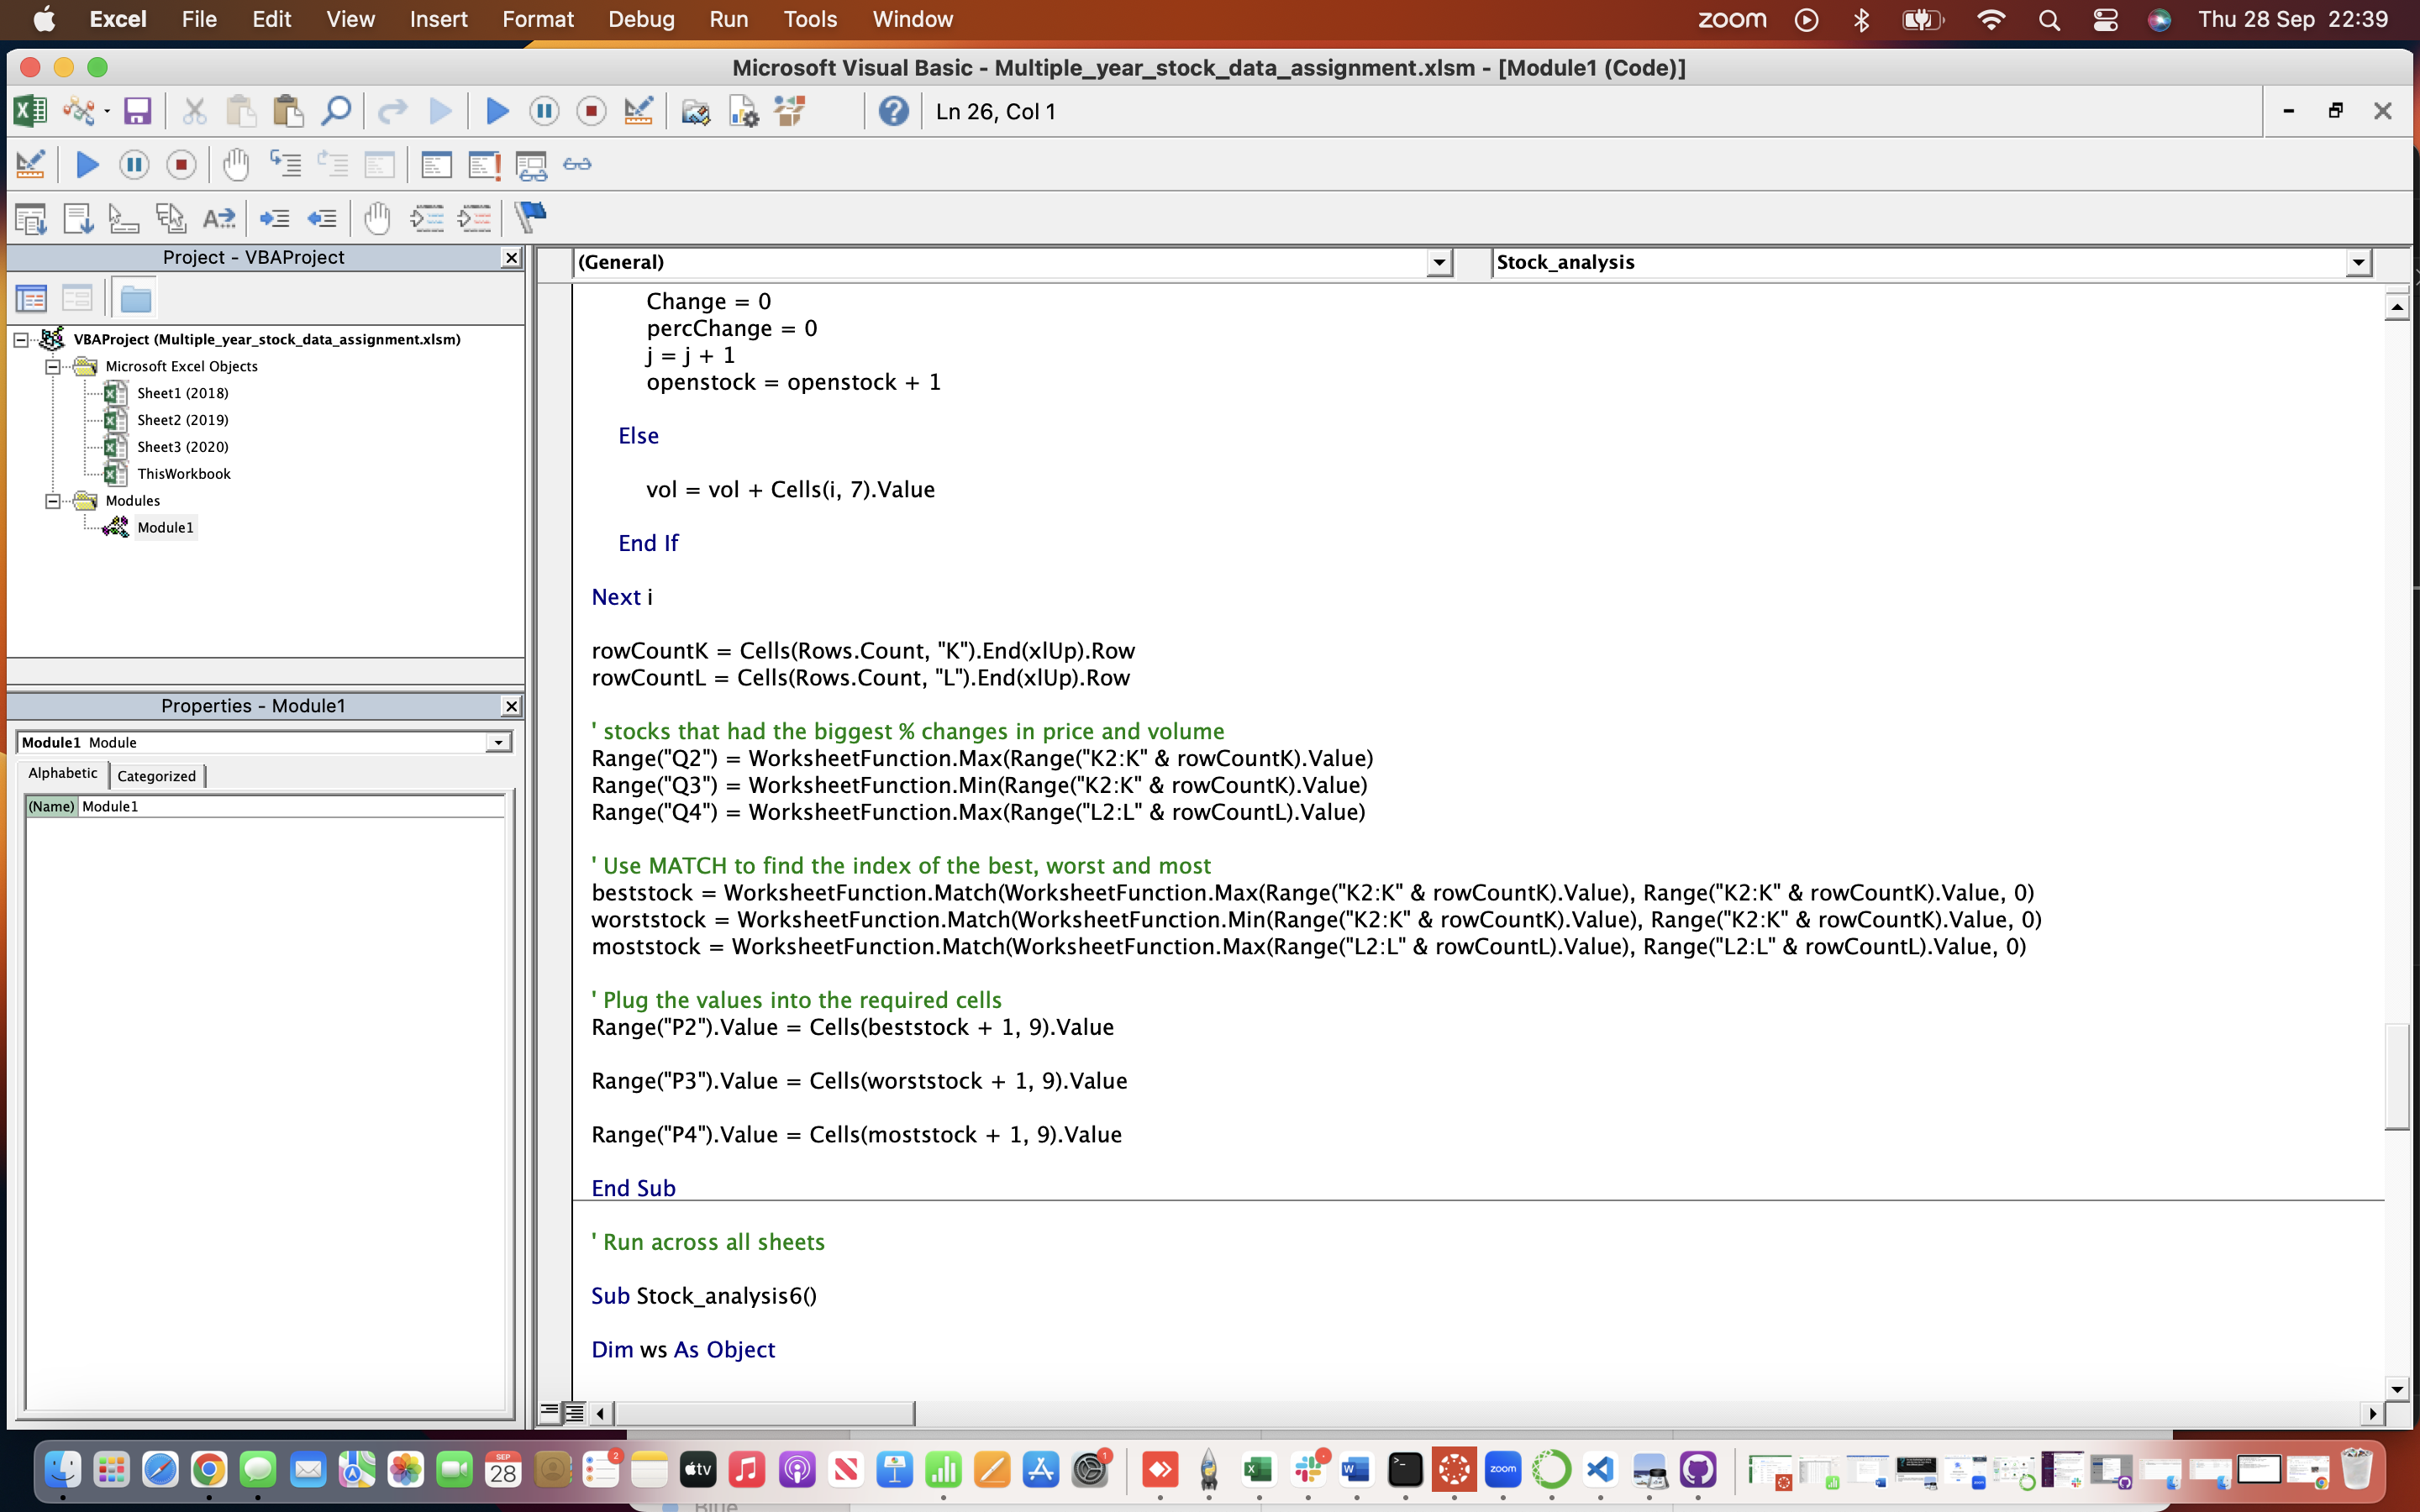 Excel File Edit View Insert Format Debug Run Tools Window zoom Thu 28 Sep 22:39
Microsoft Visual Basic - Multiple_year_stock_data_assignment.xlsm - [Module1 (Code)]
Ln 26, Col 1
Project - VBAProject
VBAProject (Multiple_year_stock_data_assignment.xlsm)
Microsoft Excel Objects
Sheet1 (2018)
Sheet2 (2019)
Sheet3 (2020)
ThisWorkbook
Modules
Module1
Properties - Module1
Module1 Module
Alphabetic Categorized
(Name) Module1
(General) Stock_analysis
Change = 0
percChange = 0
j = j + 1
openstock = openstock + 1
Else
vol = vol + Cells(i, 7).Value
End If
Next i
rowCountK = Cells(Rows.Count, "K").End(xlUp).Row
rowCountL = Cells(Rows.Count, "L").End(xlUp).Row
' stocks that had the biggest % changes in price and volume
Range("Q2") = WorksheetFunction.Max(Range("K2:K" & rowCountK).Value)
Range("Q3") = WorksheetFunction.Min(Range("K2:K" & rowCountK).Value)
Range("Q4") = WorksheetFunction.Max(Range("L2:L" & rowCountL).Value)
' Use MATCH to find the index of the best, worst and most
beststock = WorksheetFunction.Match(WorksheetFunction.Max(Range("K2:K" & rowCountK).Value), Range("K2:K" & rowCountK).Value, 0)
worststock = WorksheetFunction.Match(WorksheetFunction.Min(Range("K2:K" & rowCountK).Value), Range("K2:K" & rowCountK).Value, 0)
moststock = WorksheetFunction.Match(WorksheetFunction.Max(Range("L2:L" & rowCountL).Value), Range("L2:L" & rowCountL).Value, 0)
' Plug the values into the required cells
Range("P2").Value = Cells(beststock + 1, 9).Value
Range("P3").Value = Cells(worststock + 1, 9).Value
Range("P4").Value = Cells(moststock + 1, 9).Value
End Sub
' Run across all sheets
Sub Stock_analysis6()
Dim ws As Object
SEP
28
2
tv
1
zoom